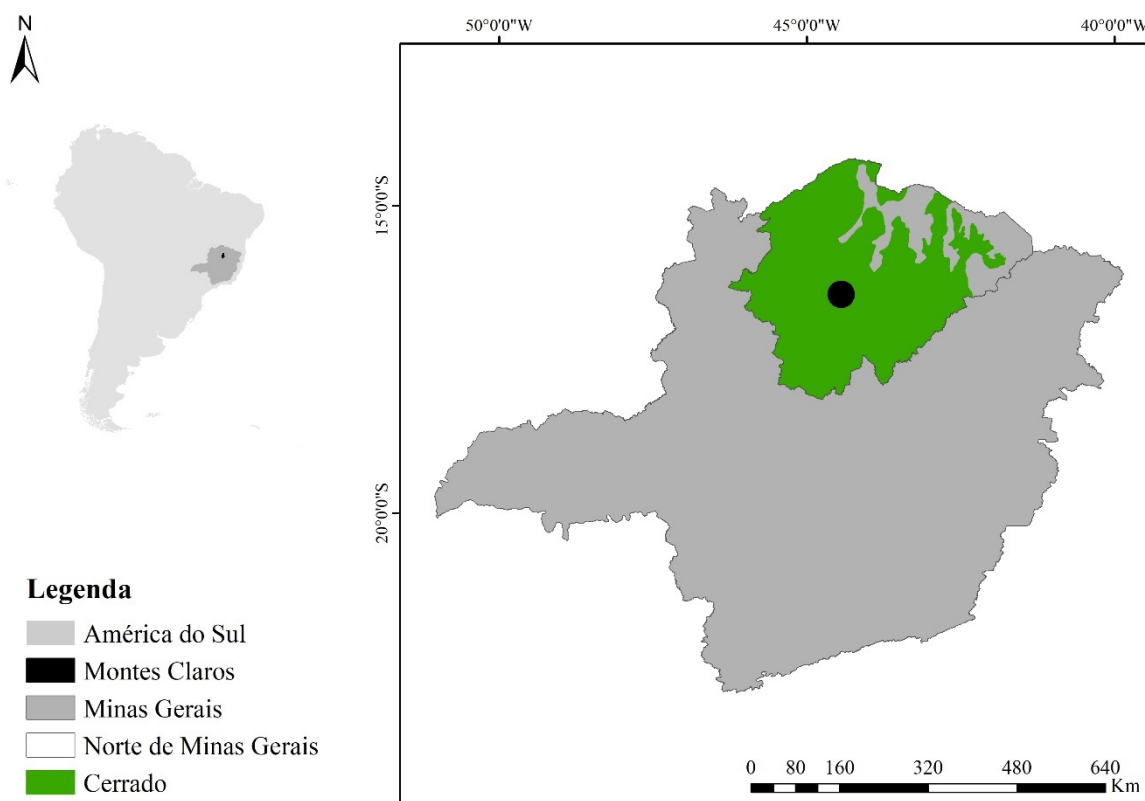 N
50°0'0"W 45°0'0"W 40°0'0"W
15°0'0"S
20°0'0"S
Legenda
América do Sul
Montes Claros
Minas Gerais
Norte de Minas Gerais
Cerrado
0 80 160 320 480 640
Km